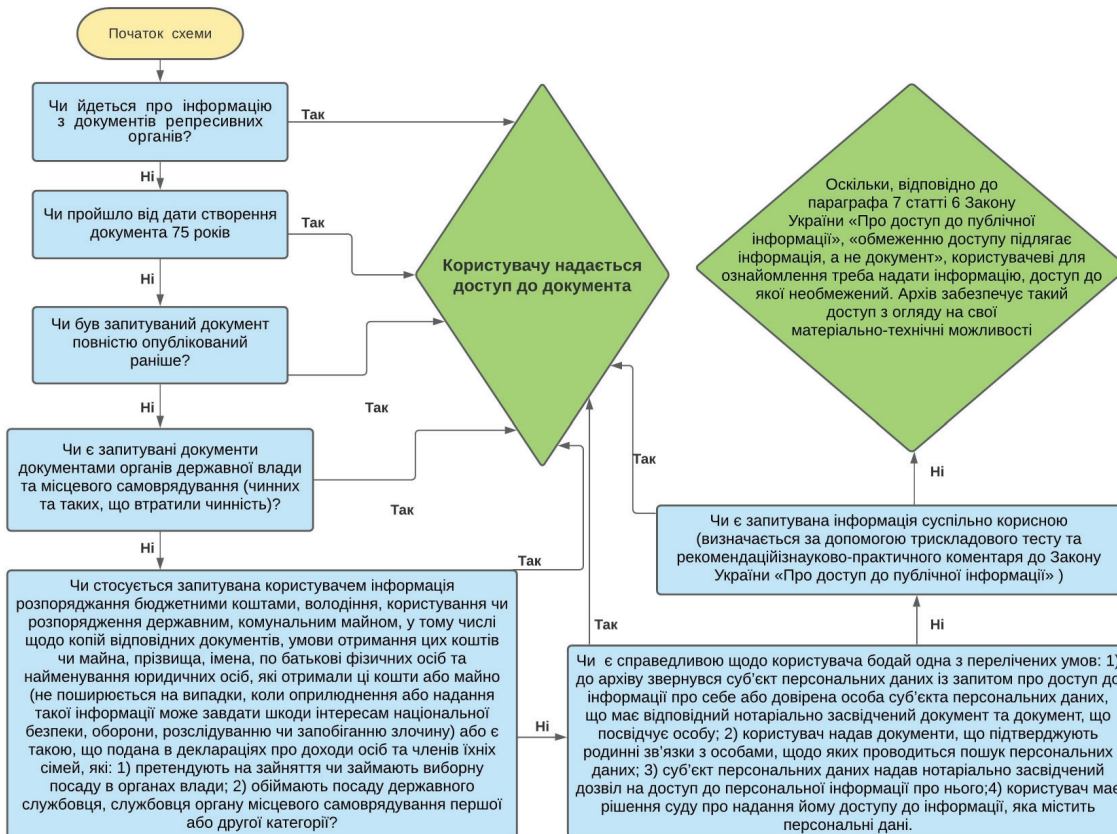 Початок схеми
Чи йдеться про інформацію
з документів репресивних
органів?
Так
Ні
Чи пройшло від дати створення
документа 75 років
Так
Ні
Чи був запитуваний документ
повністю опублікований
раніше?
Так
Ні
Чи є запитувані документи
документами органів державної влади
та місцевого самоврядування (чинних
та таких, що втратили чинність)?
Так
Ні
Чи стосується запитувана користувачем інформація
розпоряджання бюджетними коштами, володіння, користування чи
розпорядження державним, комунальним майном, у тому числі
щодо копій відповідних документів, умови отримання цих коштів
чи майна, прізвища, імена, по батькові фізичних осіб та
найменування юридичних осіб, які отримали ці кошти або майно
(не поширюється на випадки, коли оприлюднення або надання
такої інформації може завдати шкоди інтересам національної
безпеки, оборони, розслідуванню чи запобіганню злочину) або є
такою, що подана в деклараціях про доходи осіб та членів їхніх
сімей, які: 1) претендують на зайняття чи займають виборну
посаду в органах влади; 2) обіймають посаду державного
службовця, службовця органу місцевого самоврядування першої
або другої категорії?
Так
Ні
Чи є справедливою щодо користувача бодай одна з перелічених умов: 1)
до архіву звернувся суб’єкт персональних даних із запитом про доступ до
інформації про себе або довірена особа суб’єкта персональних даних,
що має відповідний нотаріально засвідчений документ та документ, що
посвідчує особу; 2) користувач надав документи, що підтверджують
родинні зв’язки з особами, щодо яких проводиться пошук персональних
даних; 3) суб’єкт персональних даних надав нотаріально засвідчений
дозвіл на доступ до персональної інформації про нього;4) користувач має
рішення суду про надання йому доступу до інформації, яка містить
персональні дані.
Так
Ні
Чи є запитувана інформація суспільно корисною
(визначається за допомогою трискладового тесту та
рекомендаційізнауково-практичного коментаря до Закону
України «Про доступ до публічної інформації» )
Так
Ні
Користувачу надається
доступ до документа
Оскільки, відповідно до
параграфа 7 статті 6 Закону
України «Про доступ до публічної
інформації», «обмеженню доступу підлягає
інформація, а не документ», користувачеві для
ознайомлення треба надати інформацію, доступ до
якої необмежений. Архів забезпечує такий
доступ з огляду на свої
матеріально-технічні можливості